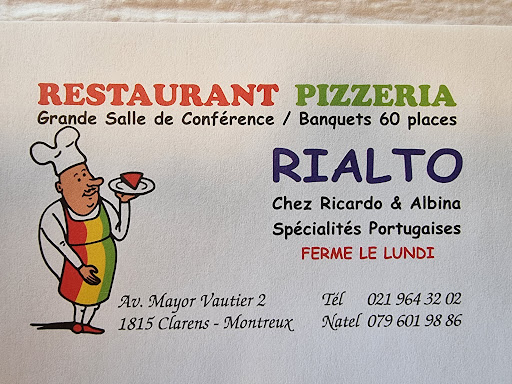 RESTAURANT PIZZERIA
Grande Salle de Conférence / Banquets 60 places
RIALTO
Chez Ricardo & Albina
Spécialités Portugaises
FERME LE LUNDI
Av. Mayor Vautier 2 Tél 021 964 32 02
1815 Clarens - Montreux Natel 079 601 98 86